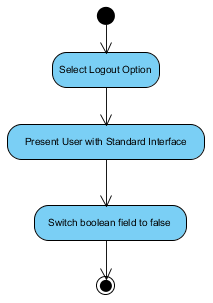 Select Logout Option
Present User with Standard Interface
Switch boolean field to false